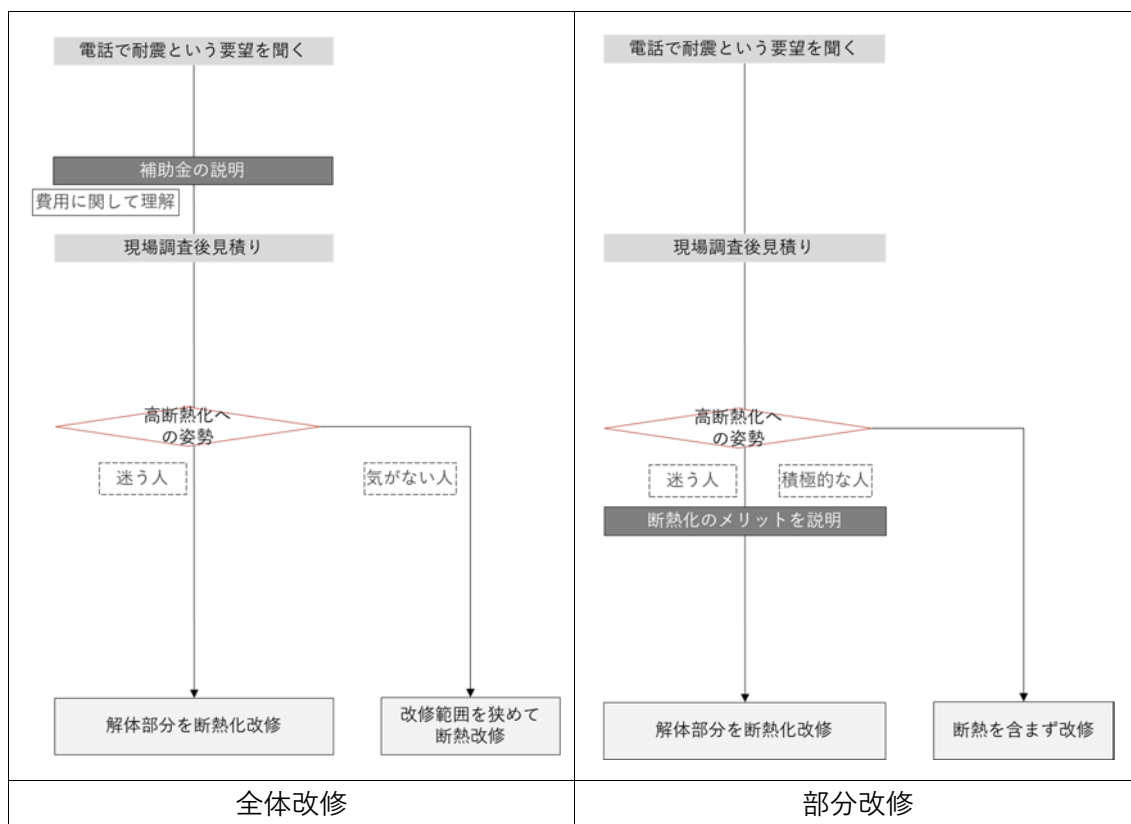 電話で耐震という要望を聞く
補助金の説明
費用に関して理解
現場調査後見積り
高断熱化へ
の姿勢
迷う人
気がない人
解体部分を断熱化改修
改修範囲を狭めて
断熱改修
全体改修
電話で耐震という要望を聞く
現場調査後見積り
高断熱化へ
の姿勢
迷う人
積極的な人
断熱化のメリットを説明
解体部分を断熱化改修
断熱を含まず改修
部分改修